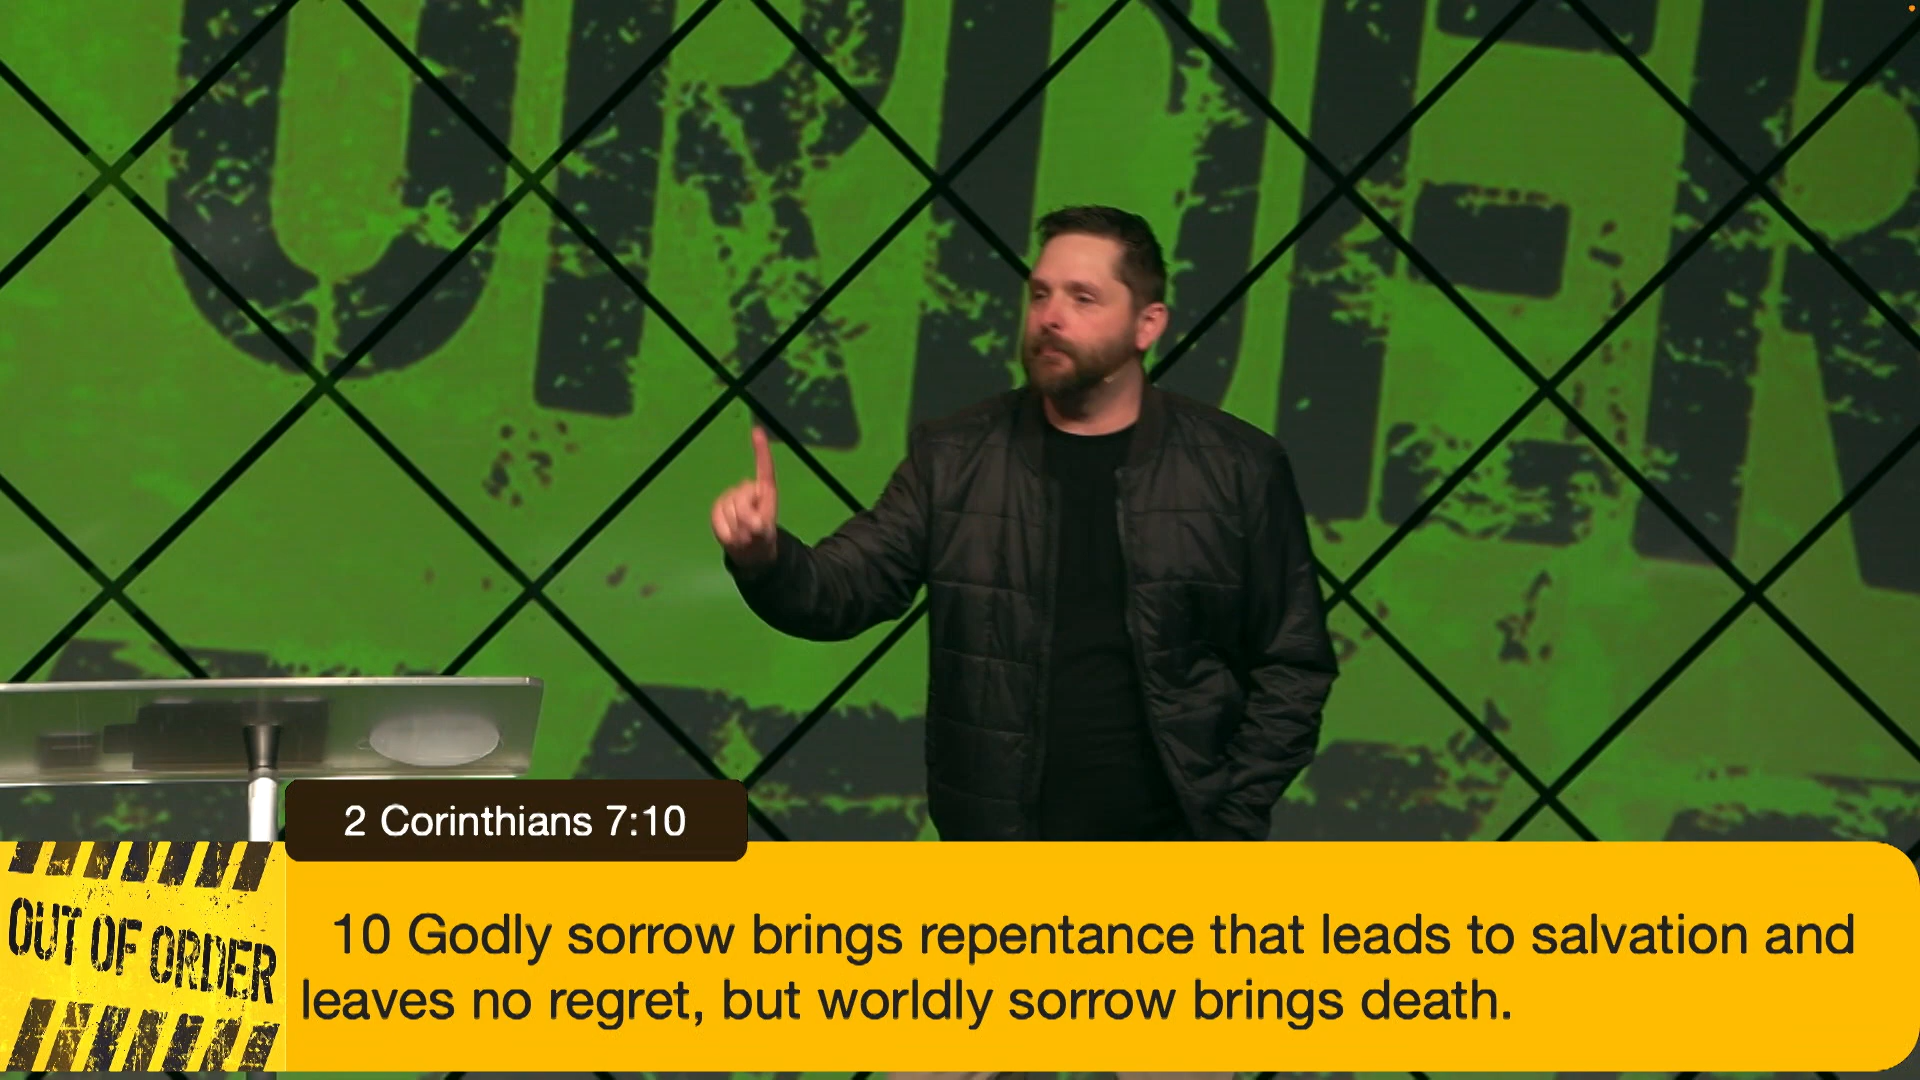 ORDER
2 Corinthians 7:10
OUT OF ORDER
10 Godly sorrow brings repentance that leads to salvation and
leaves no regret, but worldly sorrow brings death.